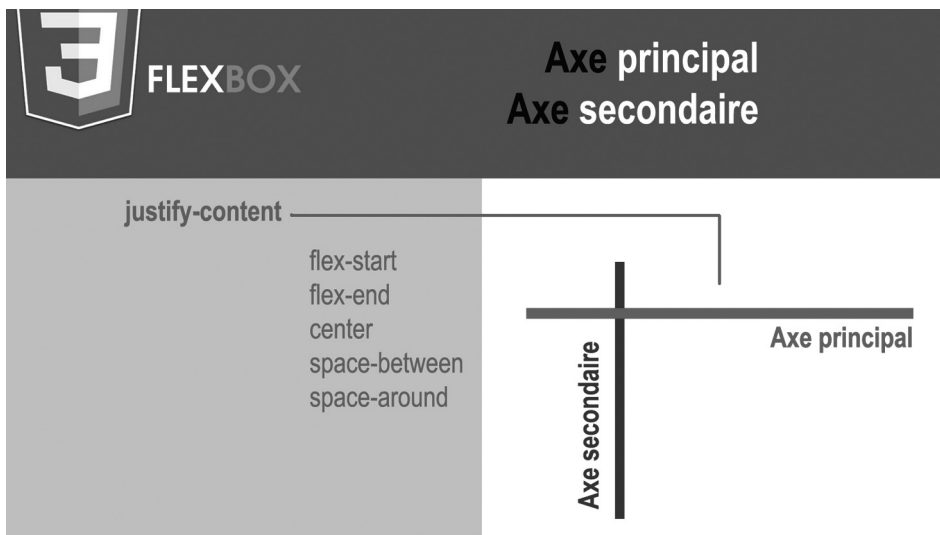 3
FLEXBOX
Axe principal
Axe secondaire
justify-content
flex-start
flex-end
center
space-between
space-around
Axe principal
Axe secondaire